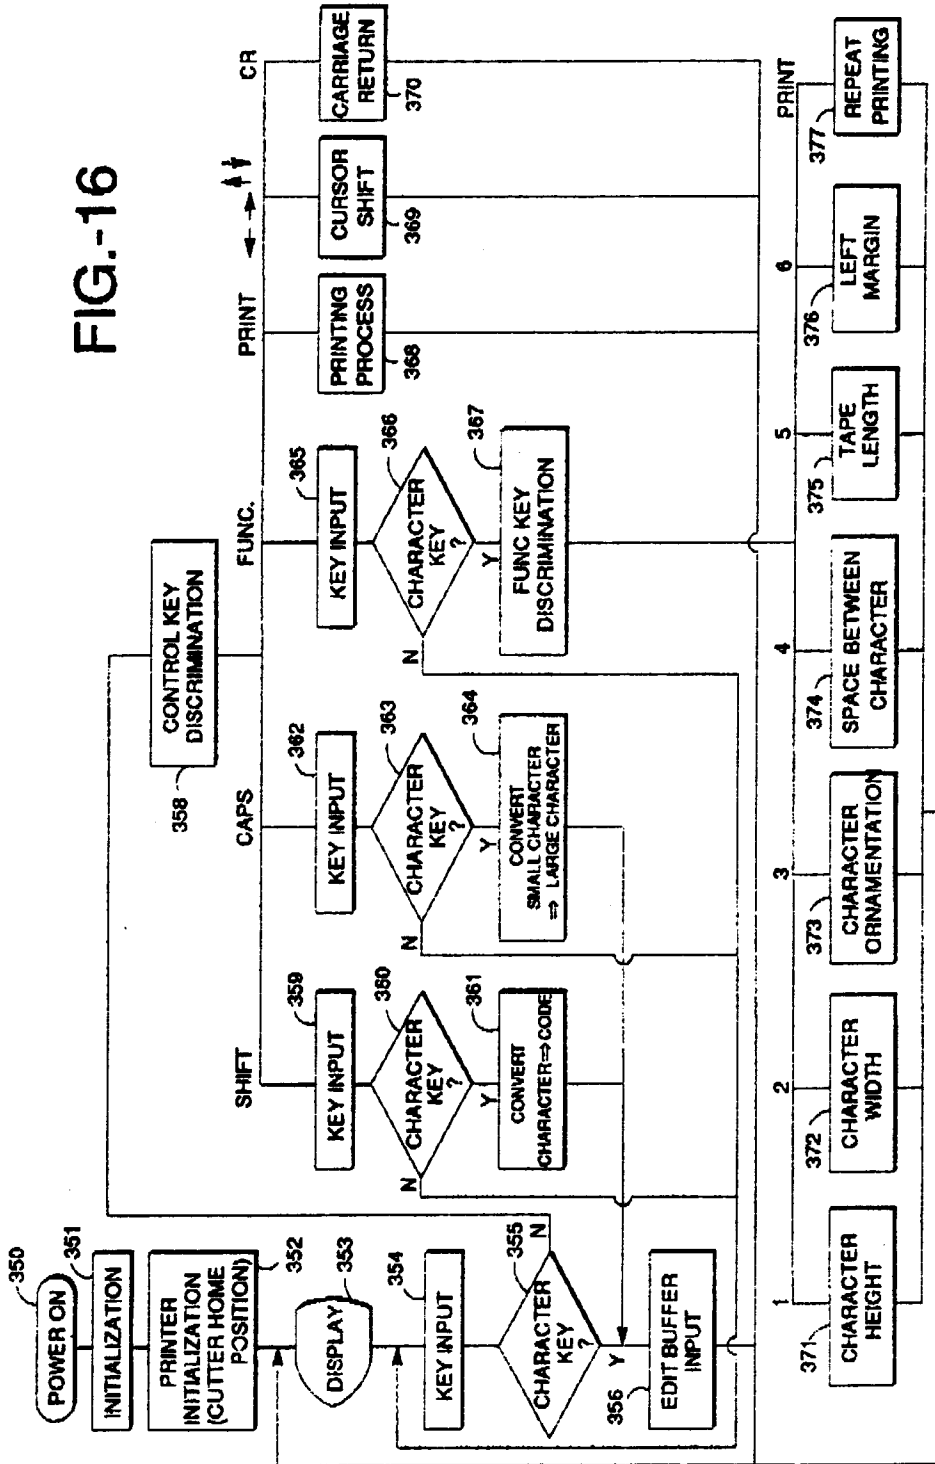 FIG.-16
350
POWER ON
351
INITIALIZATION
352
PRINTER
INITIALIZATION
(CUTTER HOME
POSITION)
353
DISPLAY
354
KEY INPUT
355
CHARACTER
KEY
?
N
Y
356
EDIT BUFFER
INPUT
358
CONTROL KEY
DISCRIMINATION
SHIFT
359
KEY INPUT
360
CHARACTER
KEY
?
N
Y
361
CONVERT
CHARACTER⇒CODE
CAPS
362
KEY INPUT
363
CHARACTER
KEY
?
N
Y
364
CONVERT
SMALL CHARACTER
⇒ LARGE CHARACTER
FUNC.
365
KEY INPUT
366
CHARACTER
KEY
?
N
Y
367
FUNC KEY
DISCRIMINATION
PRINT
PRINTING
PROCESS
368
← → ↑ ↓
CURSOR
SHIFT
369
CR
CARRIAGE
RETURN
370
1
371
CHARACTER
HEIGHT
2
372
CHARACTER
WIDTH
3
373
CHARACTER
ORNAMENTATION
4
374
SPACE BETWEEN
CHARACTER
5
375
TAPE
LENGTH
6
376
LEFT
MARGIN
PRINT
377
REPEAT
PRINTING